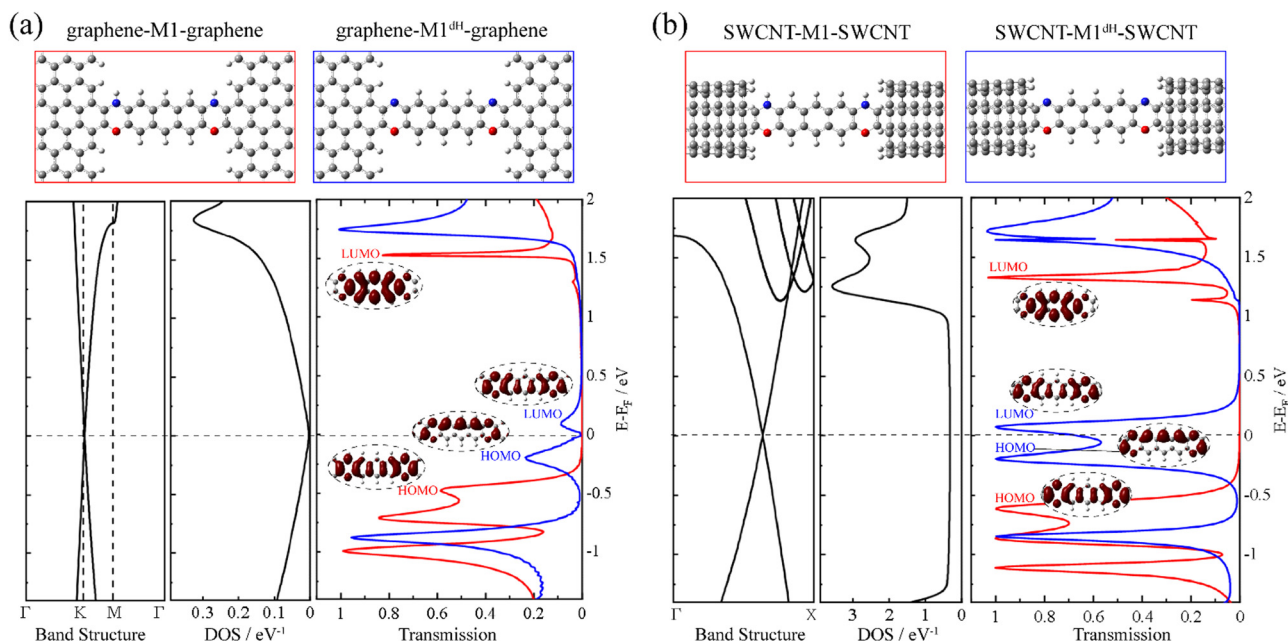 (a)
graphene-M1-graphene
graphene-M1dH-graphene
LUMO
LUMO
HOMO
HOMO
2
1.5
1
0.5
0
-0.5
-1
E-EF / eV
Γ K M Γ
Band Structure
0.3 0.2 0.1 0
DOS / eV-1
1 0.8 0.6 0.4 0.2 0
Transmission
(b)
SWCNT-M1-SWCNT
SWCNT-M1dH-SWCNT
LUMO
LUMO
HOMO
HOMO
2
1.5
1
0.5
0
-0.5
-1
E-EF / eV
Γ X
Band Structure
3 2 1 0
DOS / eV-1
1 0.8 0.6 0.4 0.2 0
Transmission